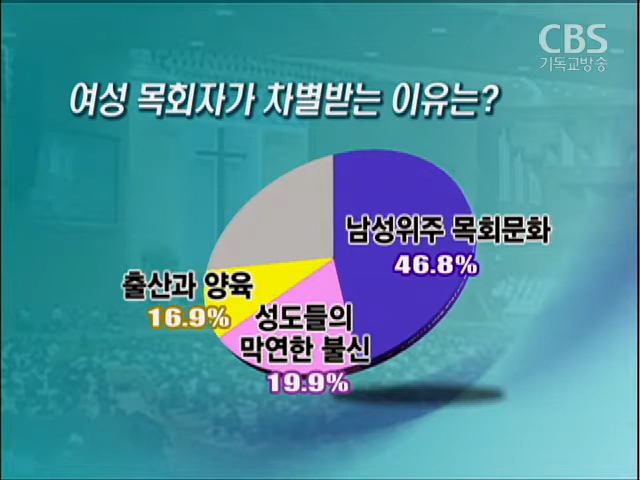 CBS
기독교방송
여성 목회자가 차별받는 이유는?
남성위주 목회문화
46.8%
출산과 양육
16.9%
성도들의
막연한 불신
19.9%